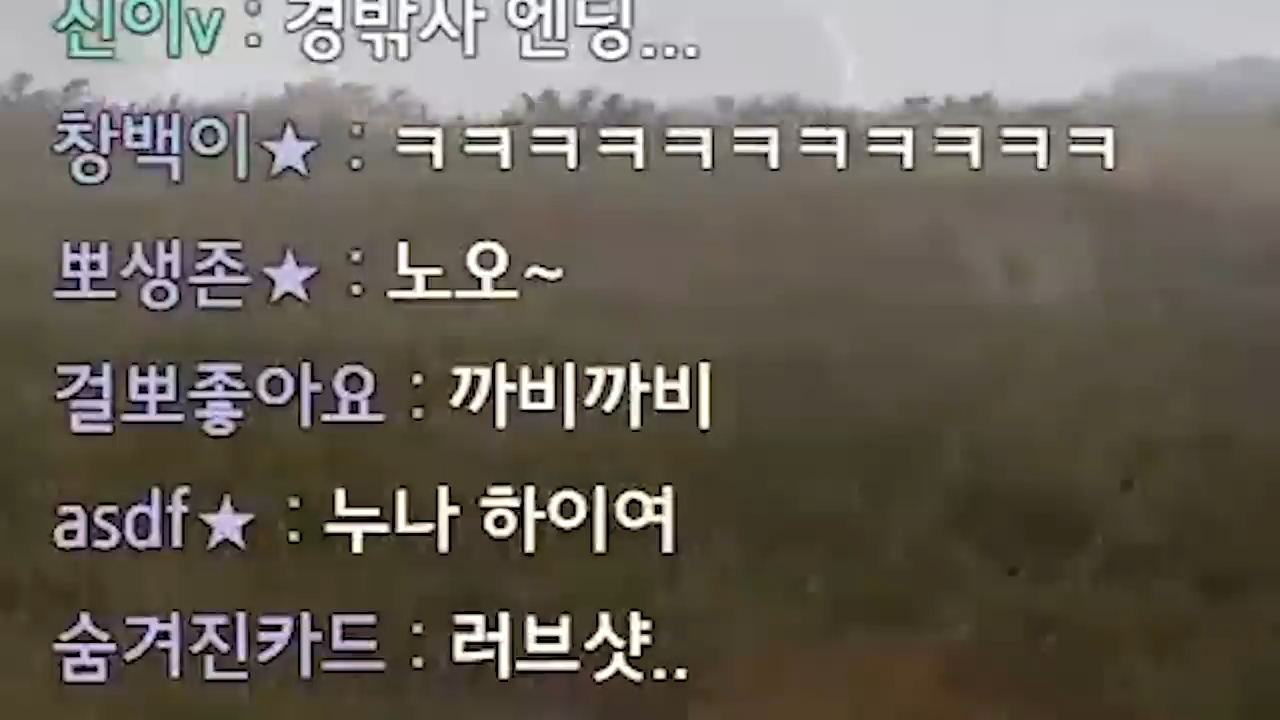 신이v : 경밖사 엔딩...
창백이★ : ㅋㅋㅋㅋㅋㅋㅋㅋㅋㅋㅋ
뽀생존★ : 노오~
걸뽀좋아요 : 까비까비
asdf★ : 누나 하이여
숨겨진카드 : 러브샷..